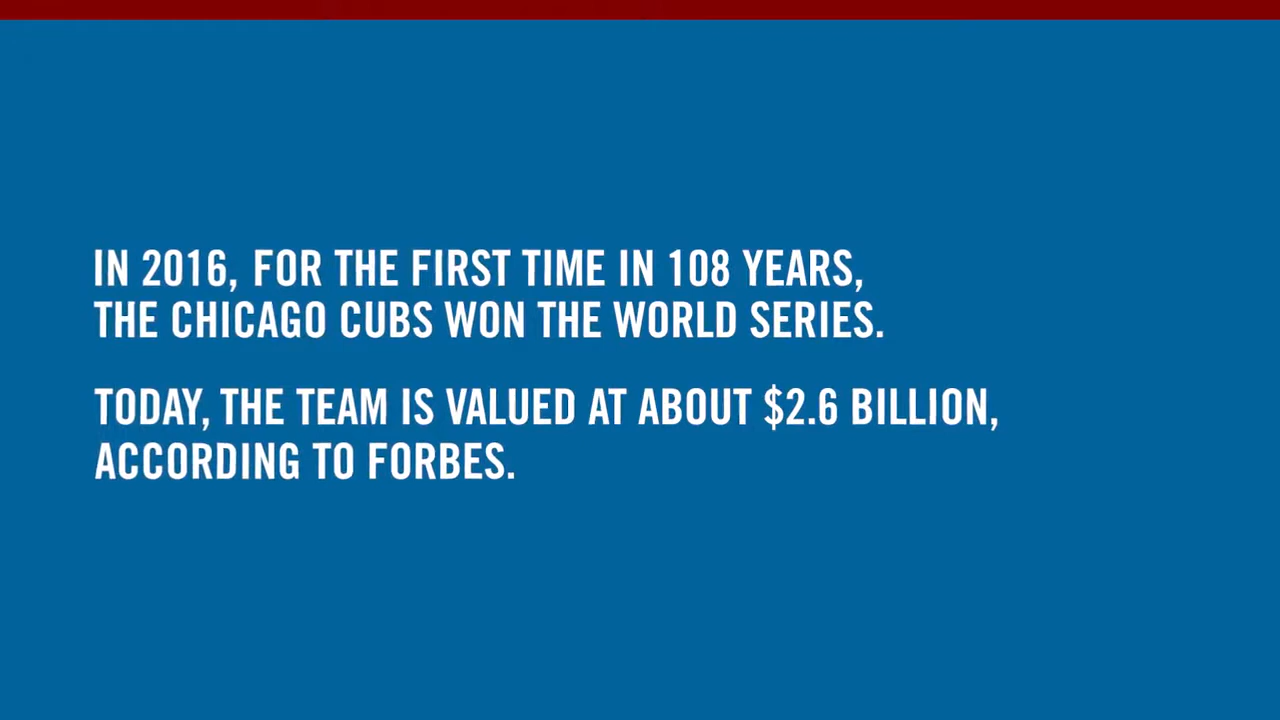 IN 2016, FOR THE FIRST TIME IN 108 YEARS,
THE CHICAGO CUBS WON THE WORLD SERIES.
TODAY, THE TEAM IS VALUED AT ABOUT $2.6 BILLION,
ACCORDING TO FORBES.